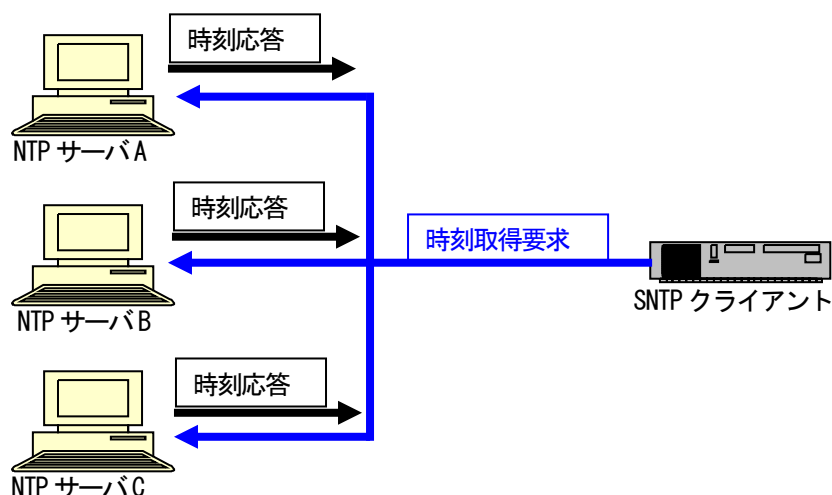 時刻応答
NTP サーバA
時刻応答
時刻取得要求
SNTP クライアント
NTP サーバB
時刻応答
NTP サーバC